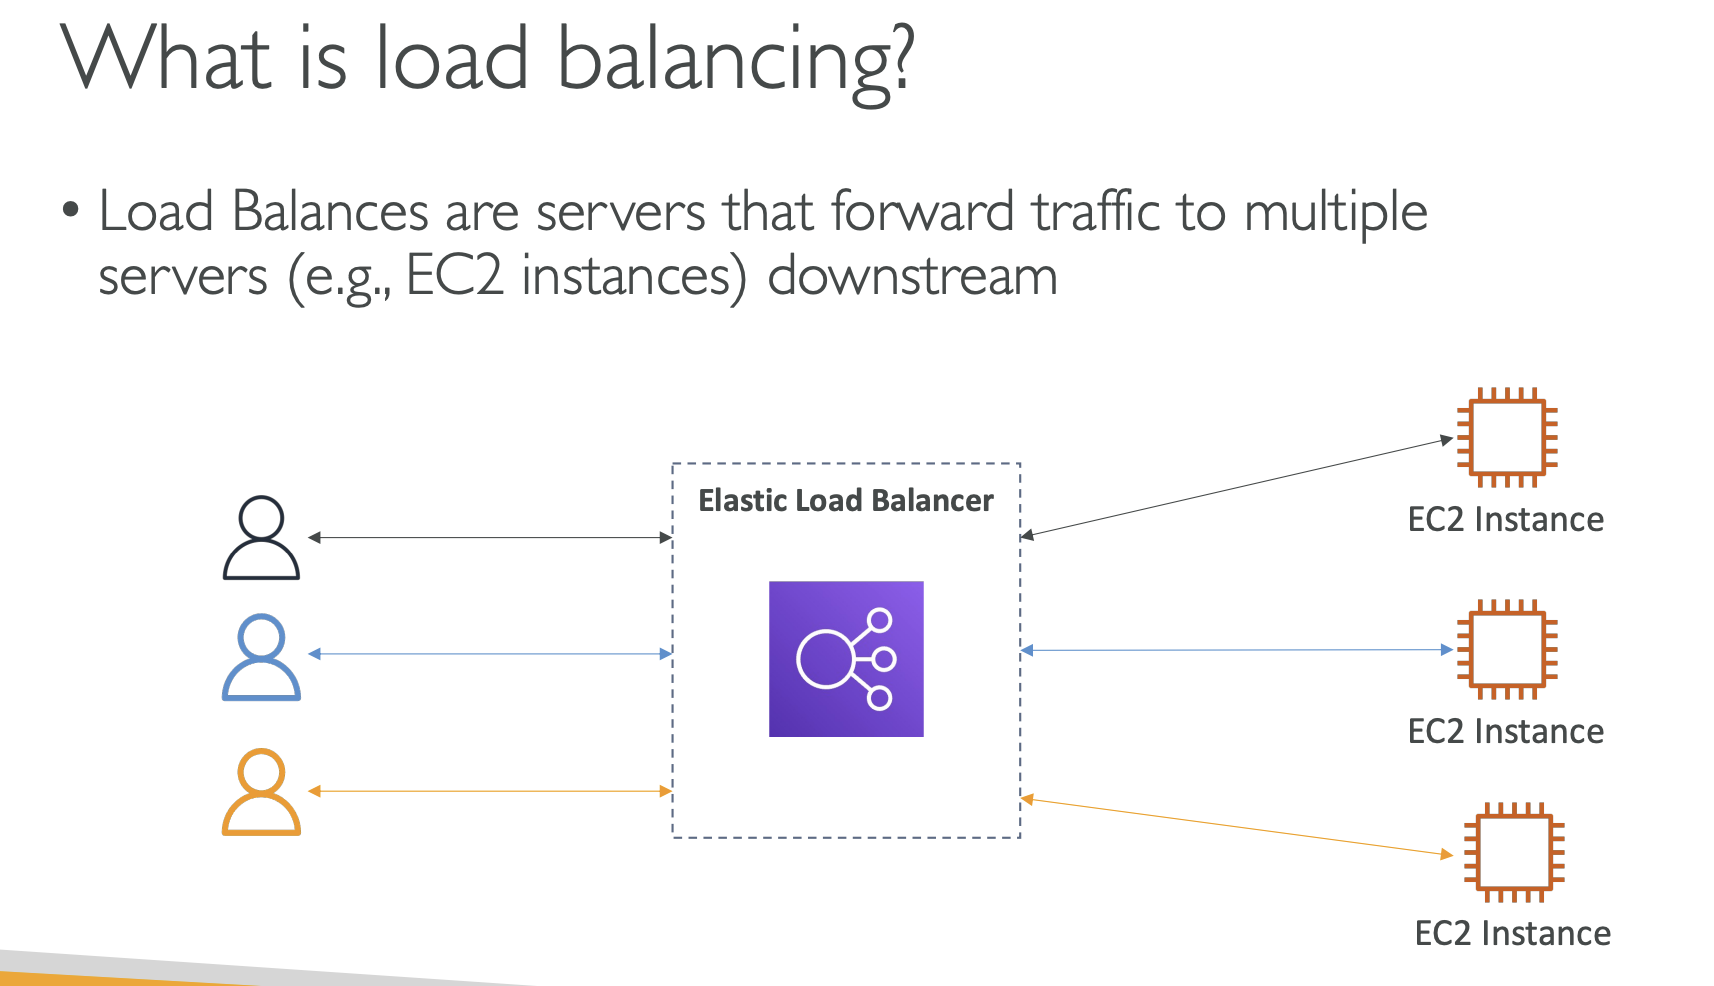 What is load balancing?
• Load Balances are servers that forward traffic to multiple
servers (e.g., EC2 instances) downstream
Elastic Load Balancer
EC2 Instance
EC2 Instance
EC2 Instance